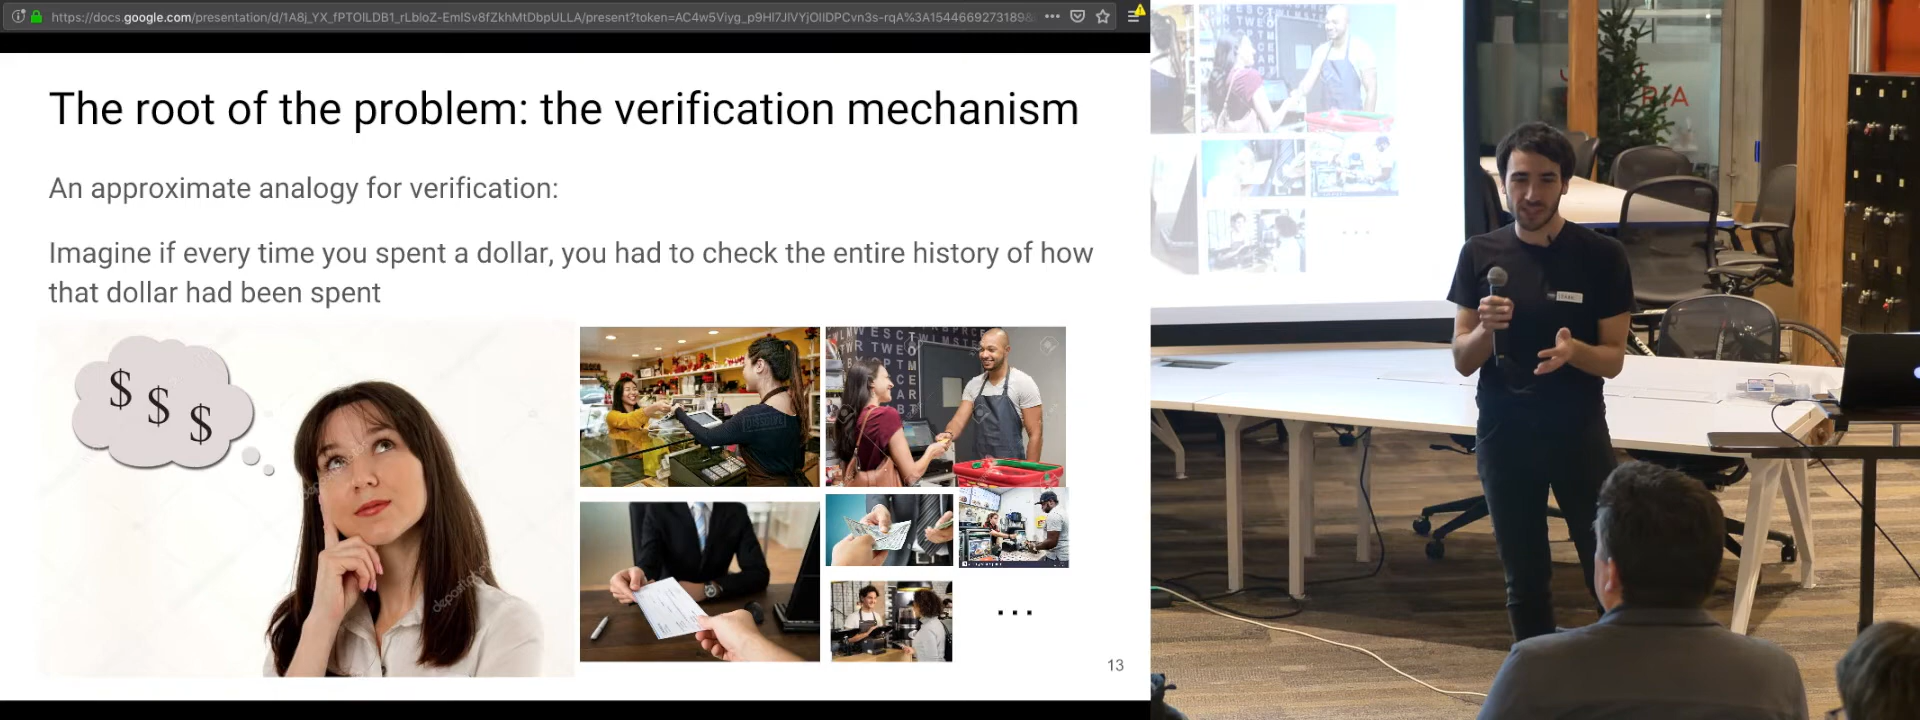 https://docs.google.com/presentation/d/1A8j_YX_fPTOILDB1_rLbloZ-EmISv8fZkhMtDbpULLA/present?token=AC4w5Viyg_p9HI7JIVYjOIIDPCvn3s-rqA%3A1544669273189
The root of the problem: the verification mechanism
An approximate analogy for verification:
Imagine if every time you spent a dollar, you had to check the entire history of how
that dollar had been spent
$ $ $
...
13